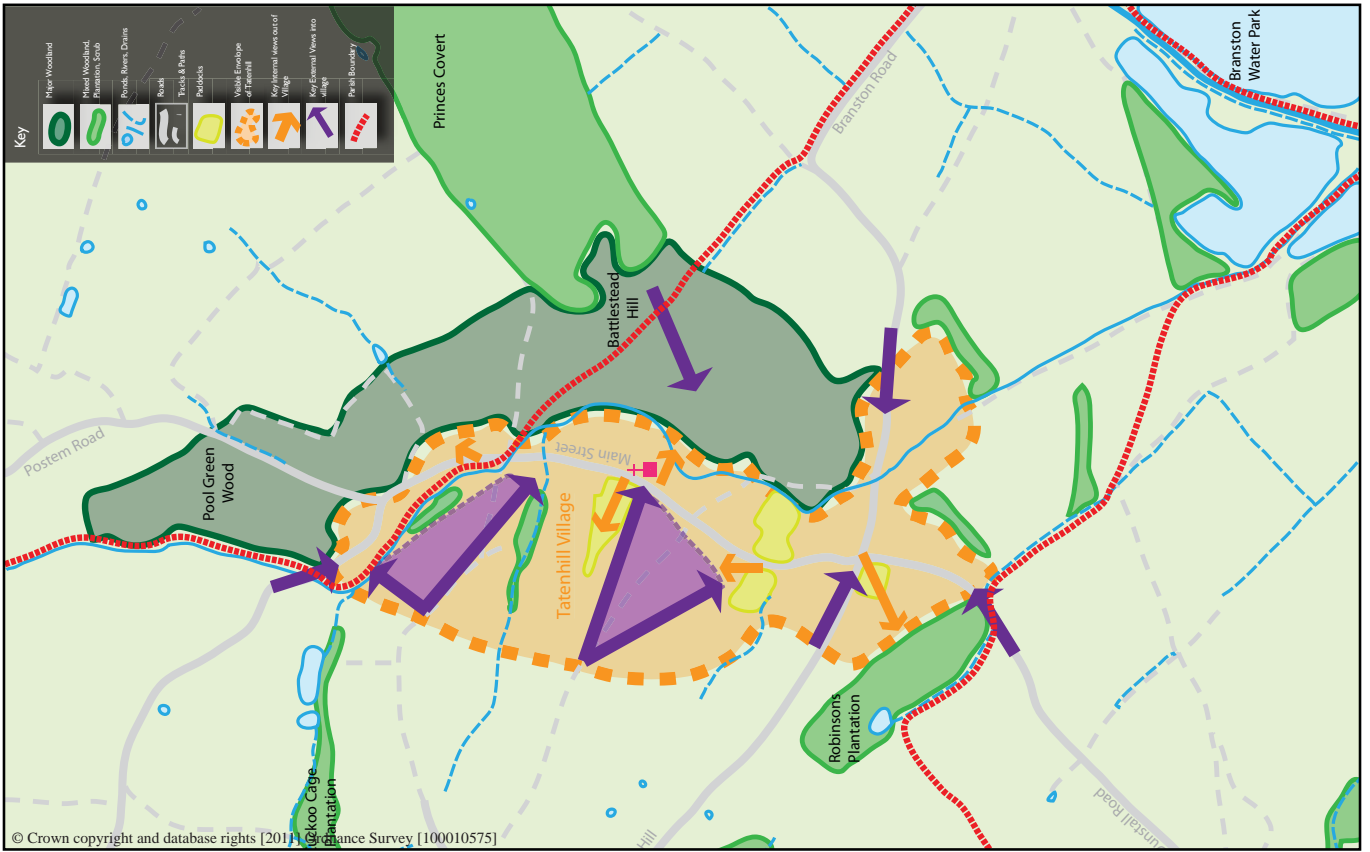 Key
Major Woodland
Mixed Woodland,
Plantation, Scrub
Ponds, Rivers, Drains
Roads
Tracks & Paths
Paddocks
Visible Envelope
of Tatenhill
Key Internal views out of
Village
Key External Views into
village
Parish Boundary
Princes Covert
Branston Road
Branston
Water Park
Battlestead
Hill
Postern Road
Pool Green
Wood
Main Street
Tatenhill Village
Robinsons
Plantation
Cage
Plantation
Hill
Road
© Crown copyright and database rights [2011] Ordnance Survey [100010575]